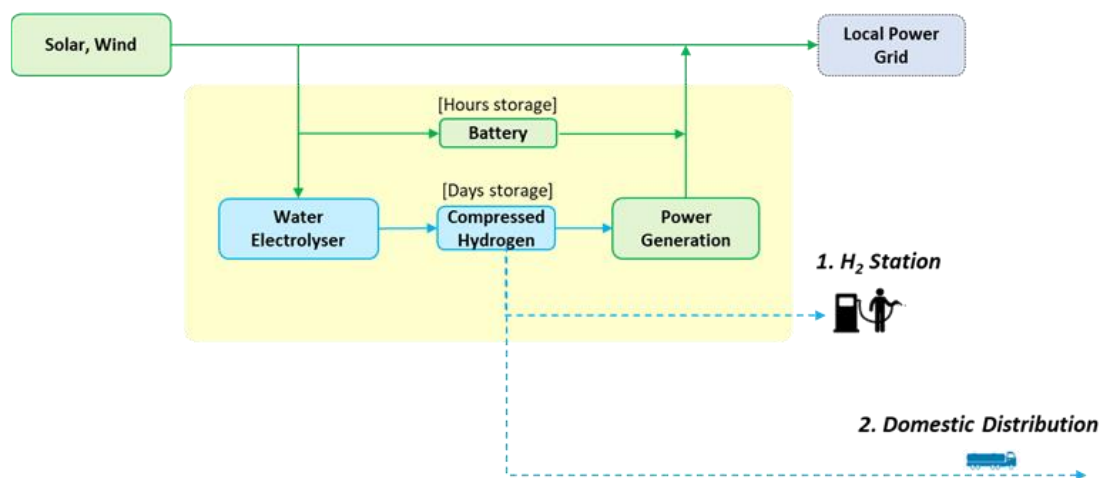 Solar, Wind
Local Power
Grid
[Hours storage]
Battery
[Days storage]
Water
Electrolyser
Compressed
Hydrogen
Power
Generation
1. H₂ Station
2. Domestic Distribution